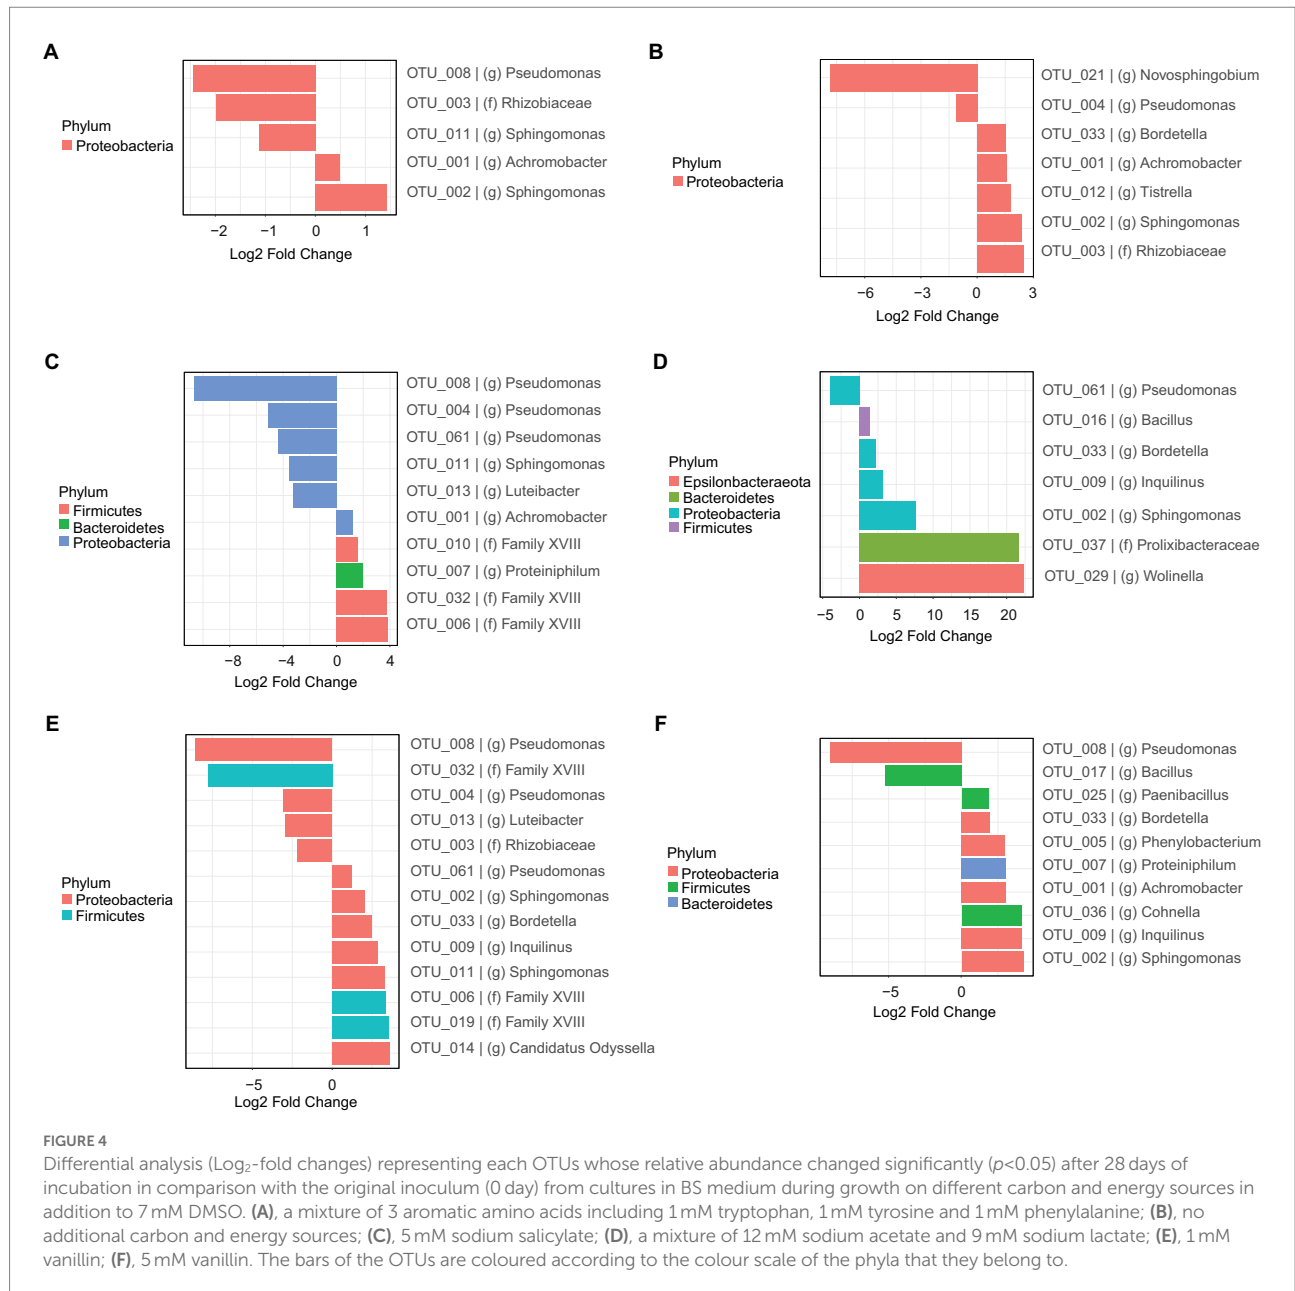 A
OTU_008 | (g) Pseudomonas
OTU_003 | (f) Rhizobiaceae
OTU_011 | (g) Sphingomonas
OTU_001 | (g) Achromobacter
OTU_002 | (g) Sphingomonas
Phylum
Proteobacteria
−2 −1 0 1
Log2 Fold Change
B
OTU_021 | (g) Novosphingobium
OTU_004 | (g) Pseudomonas
OTU_033 | (g) Bordetella
OTU_001 | (g) Achromobacter
OTU_012 | (g) Tistrella
OTU_002 | (g) Sphingomonas
OTU_003 | (f) Rhizobiaceae
Phylum
Proteobacteria
−6 −3 0 3
Log2 Fold Change
C
OTU_008 | (g) Pseudomonas
OTU_004 | (g) Pseudomonas
OTU_061 | (g) Pseudomonas
OTU_011 | (g) Sphingomonas
OTU_013 | (g) Luteibacter
OTU_001 | (g) Achromobacter
OTU_010 | (f) Family XVIII
OTU_007 | (g) Proteiniphilum
OTU_032 | (f) Family XVIII
OTU_006 | (f) Family XVIII
Phylum
Firmicutes
Bacteroidetes
Proteobacteria
−8 −4 0 4
Log2 Fold Change
D
OTU_061 | (g) Pseudomonas
OTU_016 | (g) Bacillus
OTU_033 | (g) Bordetella
OTU_009 | (g) Inquilinus
OTU_002 | (g) Sphingomonas
OTU_037 | (f) Prolixibacteraceae
OTU_029 | (g) Wolinella
Phylum
Epsilonbacteraeota
Bacteroidetes
Proteobacteria
Firmicutes
−5 0 5 10 15 20
Log2 Fold Change
E
OTU_008 | (g) Pseudomonas
OTU_032 | (f) Family XVIII
OTU_004 | (g) Pseudomonas
OTU_013 | (g) Luteibacter
OTU_003 | (f) Rhizobiaceae
OTU_061 | (g) Pseudomonas
OTU_002 | (g) Sphingomonas
OTU_033 | (g) Bordetella
OTU_009 | (g) Inquilinus
OTU_011 | (g) Sphingomonas
OTU_006 | (f) Family XVIII
OTU_019 | (f) Family XVIII
OTU_014 | (g) Candidatus Odyssella
Phylum
Proteobacteria
Firmicutes
−5 0
Log2 Fold Change
F
OTU_008 | (g) Pseudomonas
OTU_017 | (g) Bacillus
OTU_025 | (g) Paenibacillus
OTU_033 | (g) Bordetella
OTU_005 | (g) Phenylobacterium
OTU_007 | (g) Proteiniphilum
OTU_001 | (g) Achromobacter
OTU_036 | (g) Cohnella
OTU_009 | (g) Inquilinus
OTU_002 | (g) Sphingomonas
Phylum
Proteobacteria
Firmicutes
Bacteroidetes
−5 0
Log2 Fold Change
FIGURE 4
Differential analysis (Log₂-fold changes) representing each OTUs whose relative abundance changed significantly (p<0.05) after 28 days of
incubation in comparison with the original inoculum (0 day) from cultures in BS medium during growth on different carbon and energy sources in
addition to 7 mM DMSO. (A), a mixture of 3 aromatic amino acids including 1 mM tryptophan, 1 mM tyrosine and 1 mM phenylalanine; (B), no
additional carbon and energy sources; (C), 5 mM sodium salicylate; (D), a mixture of 12 mM sodium acetate and 9 mM sodium lactate; (E), 1 mM
vanillin; (F), 5 mM vanillin. The bars of the OTUs are coloured according to the colour scale of the phyla that they belong to.